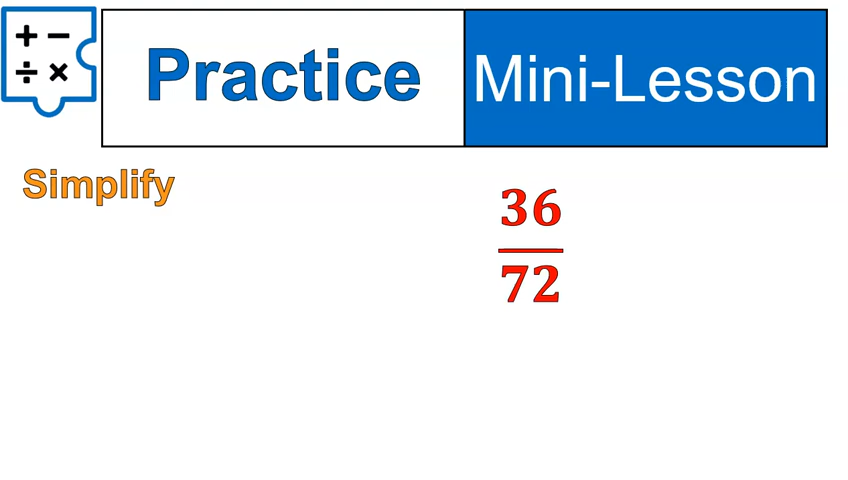 + −
÷ ×
Practice Mini-Lesson
Simplify
36
72